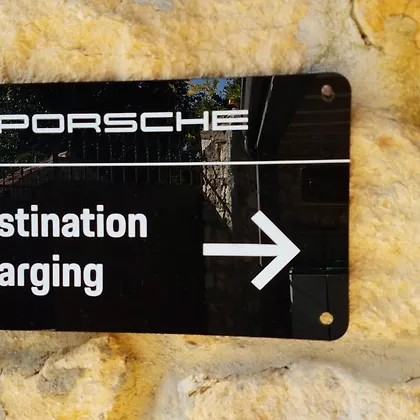 PORSCHE
stination
arging